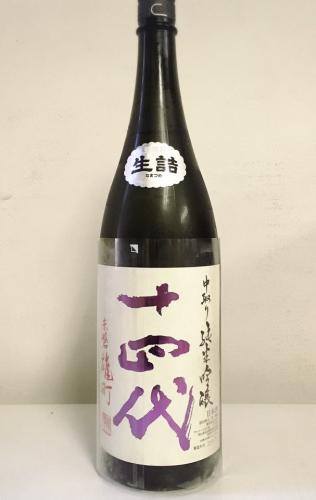 生詰
なまづめ
中取り純米吟醸
十四代
赤磐雄町